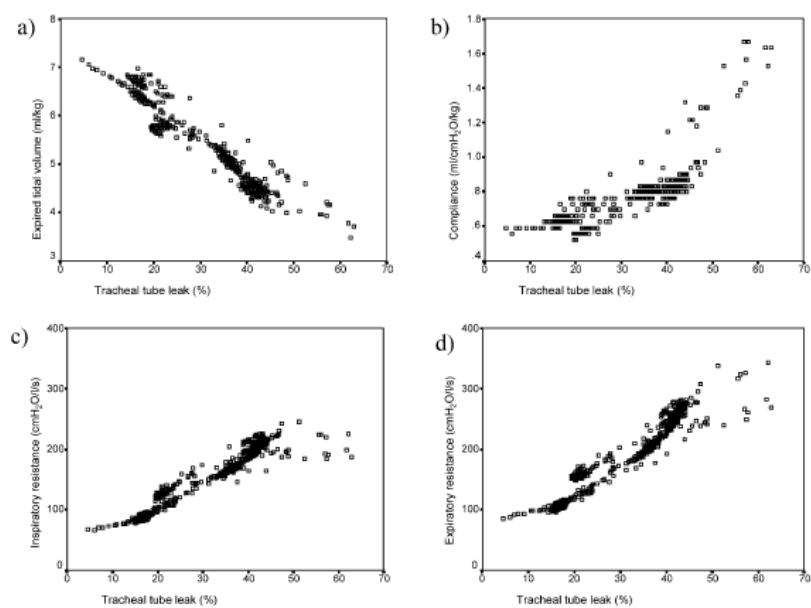 a)
Expired tidal volume (ml/kg)
8
7
6
5
4
3
0 10 20 30 40 50 60 70
Tracheal tube leak (%)
b)
Compliance (ml/cmH₂O/kg)
1.8
1.6
1.4
1.2
1.0
.8
.6
.4
0 10 20 30 40 50 60 70
Tracheal tube leak (%)
c)
Inspiratory resistance (cmH₂O/l/s)
400
300
200
100
0
0 10 20 30 40 50 60 70
Tracheal tube leak (%)
d)
Expiratory resistance (cmH₂O/l/s)
400
300
200
100
0
0 10 20 30 40 50 60 70
Tracheal tube leak (%)